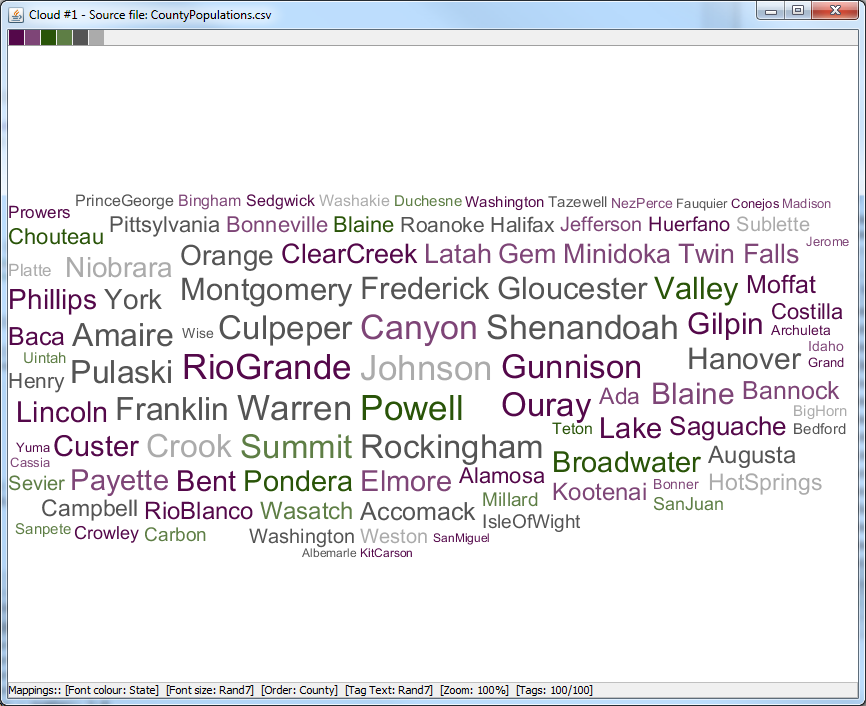 Cloud #1 - Source file: CountyPopulations.csv
PrinceGeorge Bingham Sedgwick Washakie Duchesne Washington Tazewell NezPerce Fauquier Conejos Madison
Prowers
Pittsylvania Bonneville Blaine Roanoke Halifax Jefferson Huerfano Sublette
Chouteau
Jerome
Orange ClearCreek Latah Gem Minidoka Twin Falls
Platte Niobrara
Montgomery Frederick Gloucester Valley Moffat
Phillips York
Costilla
Baca Amaire Wise Culpeper Canyon Shenandoah Gilpin Archuleta
Idaho
Uintah
Hanover Grand
Henry Pulaski RioGrande Johnson Gunnison
Ada Blaine Bannock
Lincoln Franklin Warren Powell Ouray
BigHorn
Teton Lake Saguache Bedford
Yuma Custer Crook Summit Rockingham
Cassia
Broadwater Augusta
Sevier Payette Bent Pondera Elmore Alamosa
Kootenai Bonner HotSprings
Millard
SanJuan
Campbell RioBlanco Wasatch Accomack IsleOfWight
Sanpete Crowley Carbon Washington Weston SanMiguel
Albemarle KitCarson
Mappings:: [Font colour: State] [Font size: Rand7] [Order: County] [Tag Text: Rand7] [Zoom: 100%] [Tags: 100/100]